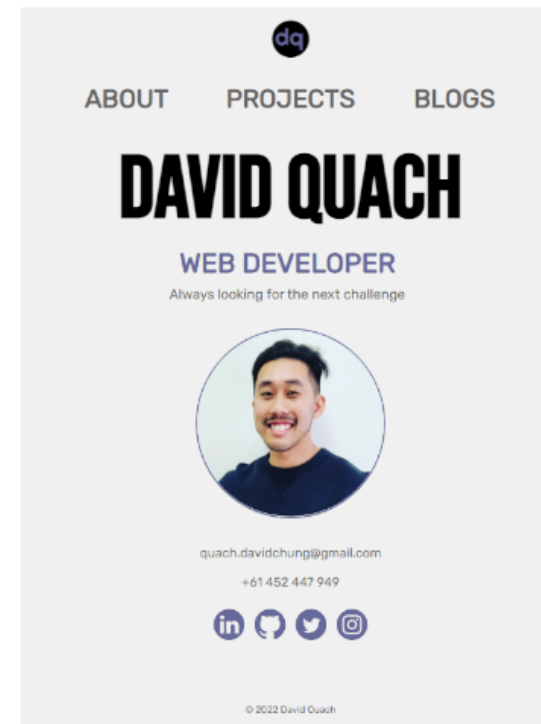 dq
ABOUT PROJECTS BLOGS
DAVID QUACH
WEB DEVELOPER
Always looking for the next challenge
quach.davidchung@gmail.com
+61 452 447 949
in
© 2022 David Quach